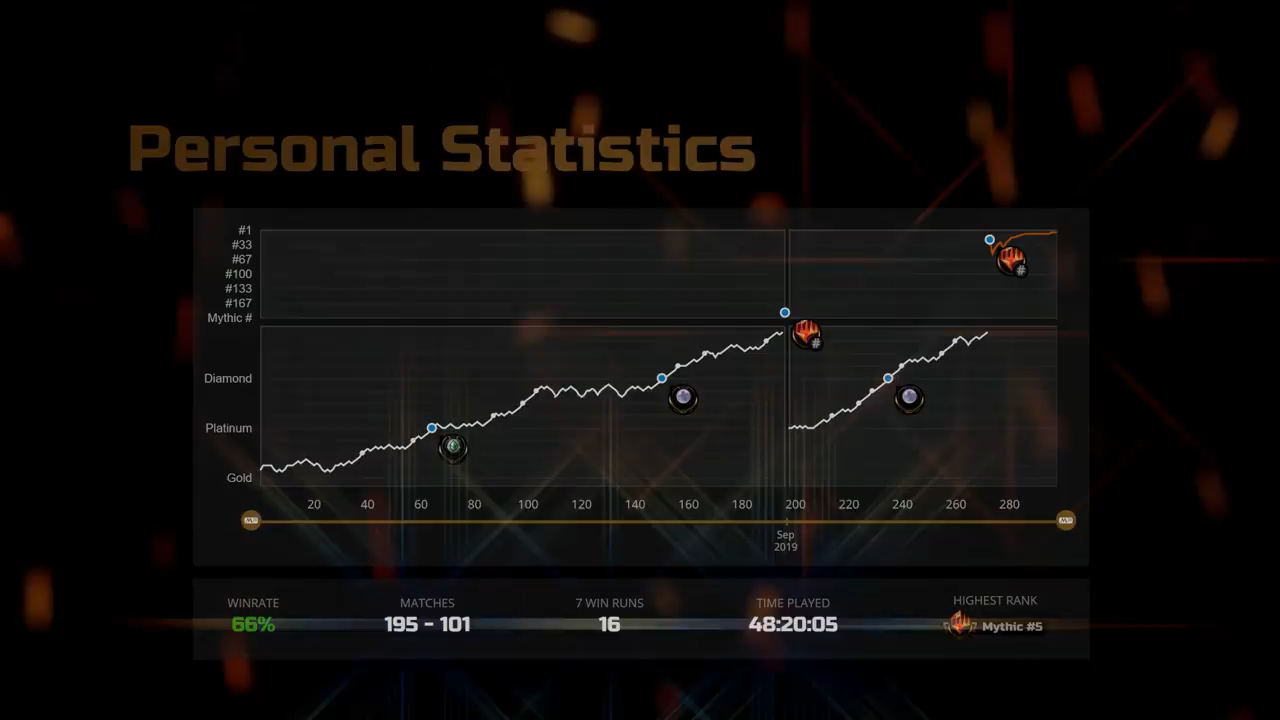 Personal Statistics
#1
#33
#67
#100
#133
#167
Mythic #
Diamond
Platinum
Gold
20 40 60 80 100 120 140 160 180 200 220 240 260 280
Sep
2019
WINRATE MATCHES 7 WIN RUNS TIME PLAYED HIGHEST RANK
66% 195 - 101 16 48:20:05 Mythic #5